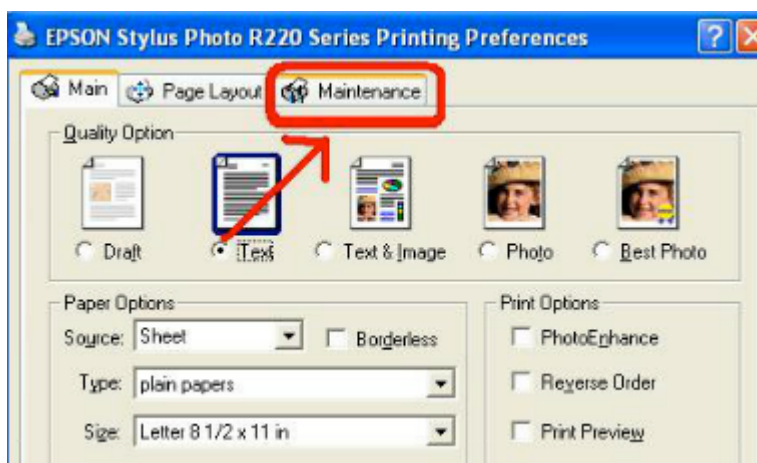 EPSON Stylus Photo R220 Series Printing Preferences
Main Page Layout Maintenance
Quality Option
Draft Text Text & Image Photo Best Photo
Paper Options Print Options
Source: Sheet Borderless PhotoEnhance
Type: plain papers Reverse Order
Size: Letter 8 1/2 x 11 in Print Preview